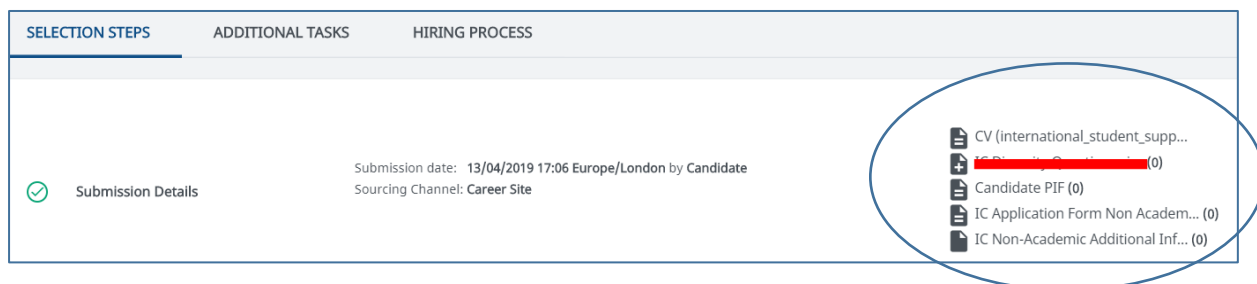 SELECTION STEPS ADDITIONAL TASKS HIRING PROCESS
CV (international_student_supp...
Submission date: 13/04/2019 17:06 Europe/London by Candidate
(0)
Submission Details
Sourcing Channel: Career Site
Candidate PIF (0)
IC Application Form Non Academ... (0)
IC Non-Academic Additional Inf... (0)